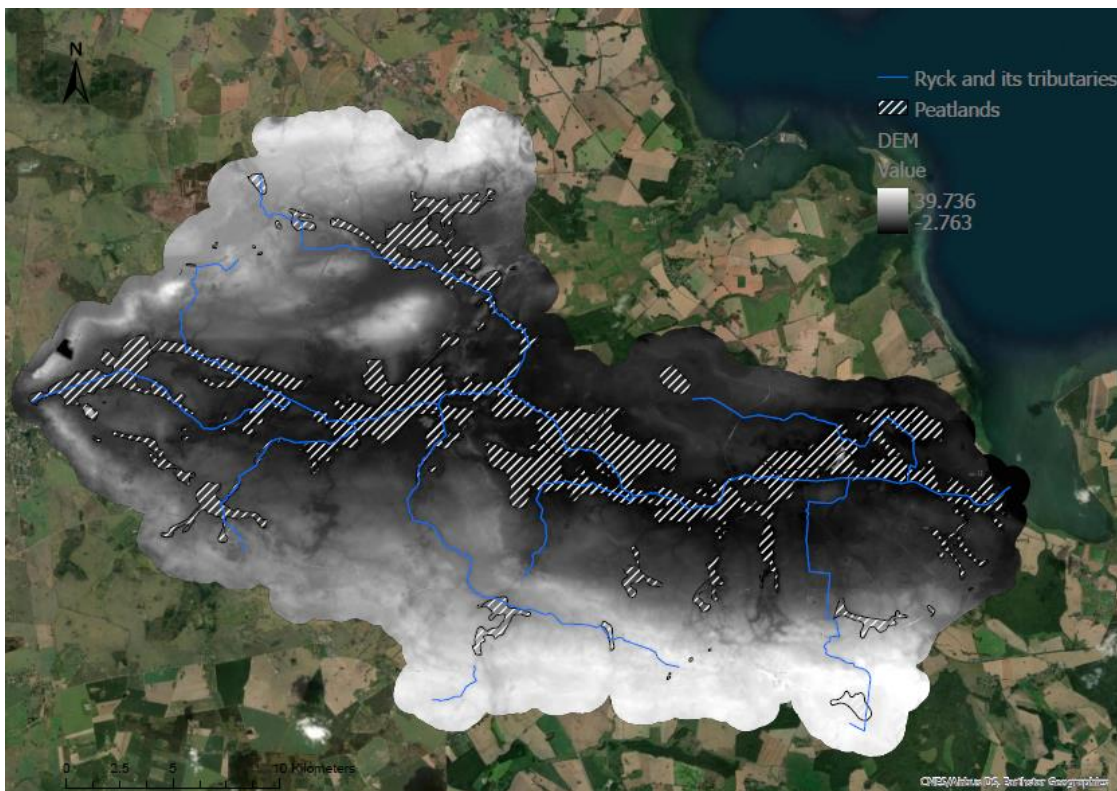 N
Ryck and its tributaries
Peatlands
DEM
Value
39.736
-2.763
0 2.5 5 10 Kilometers
CNES/Airbus DS, Earthstar Geographics